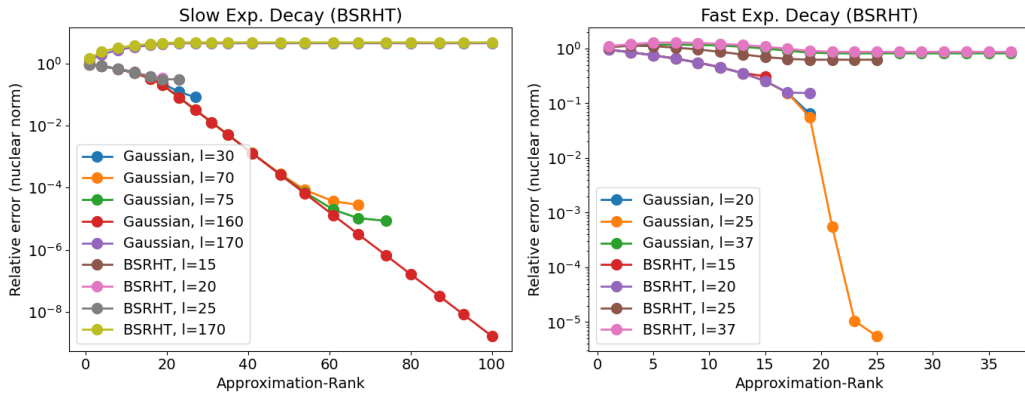 Slow Exp. Decay (BSRHT)
Relative error (nuclear norm)
10⁰
10⁻²
10⁻⁴
10⁻⁶
10⁻⁸
Gaussian, l=30
Gaussian, l=70
Gaussian, l=75
Gaussian, l=160
Gaussian, l=170
BSRHT, l=15
BSRHT, l=20
BSRHT, l=25
BSRHT, l=170
0 20 40 60 80 100
Approximation-Rank
Fast Exp. Decay (BSRHT)
Relative error (nuclear norm)
10⁰
10⁻¹
10⁻²
10⁻³
10⁻⁴
10⁻⁵
Gaussian, l=20
Gaussian, l=25
Gaussian, l=37
BSRHT, l=15
BSRHT, l=20
BSRHT, l=25
BSRHT, l=37
0 5 10 15 20 25 30 35
Approximation-Rank